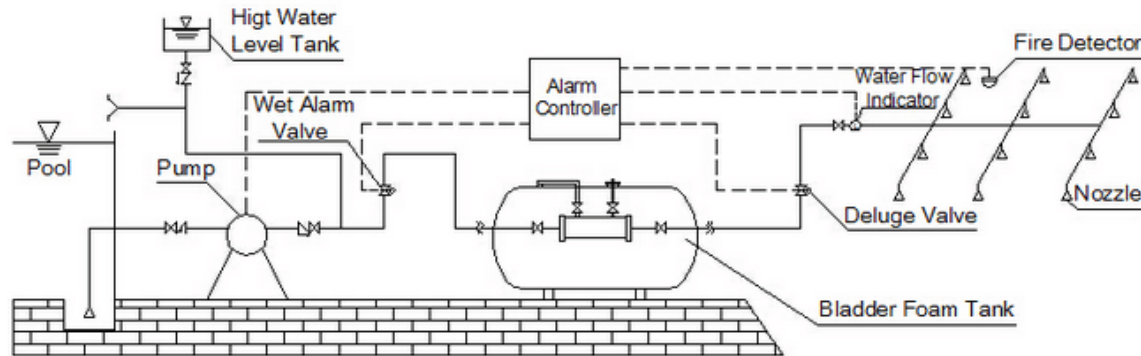 Higt Water
Level Tank
Fire Detector
Water Flow
Indicator
Alarm
Controller
Wet Alarm
Valve
Pool
Pump
Nozzle
Deluge Valve
Bladder Foam Tank